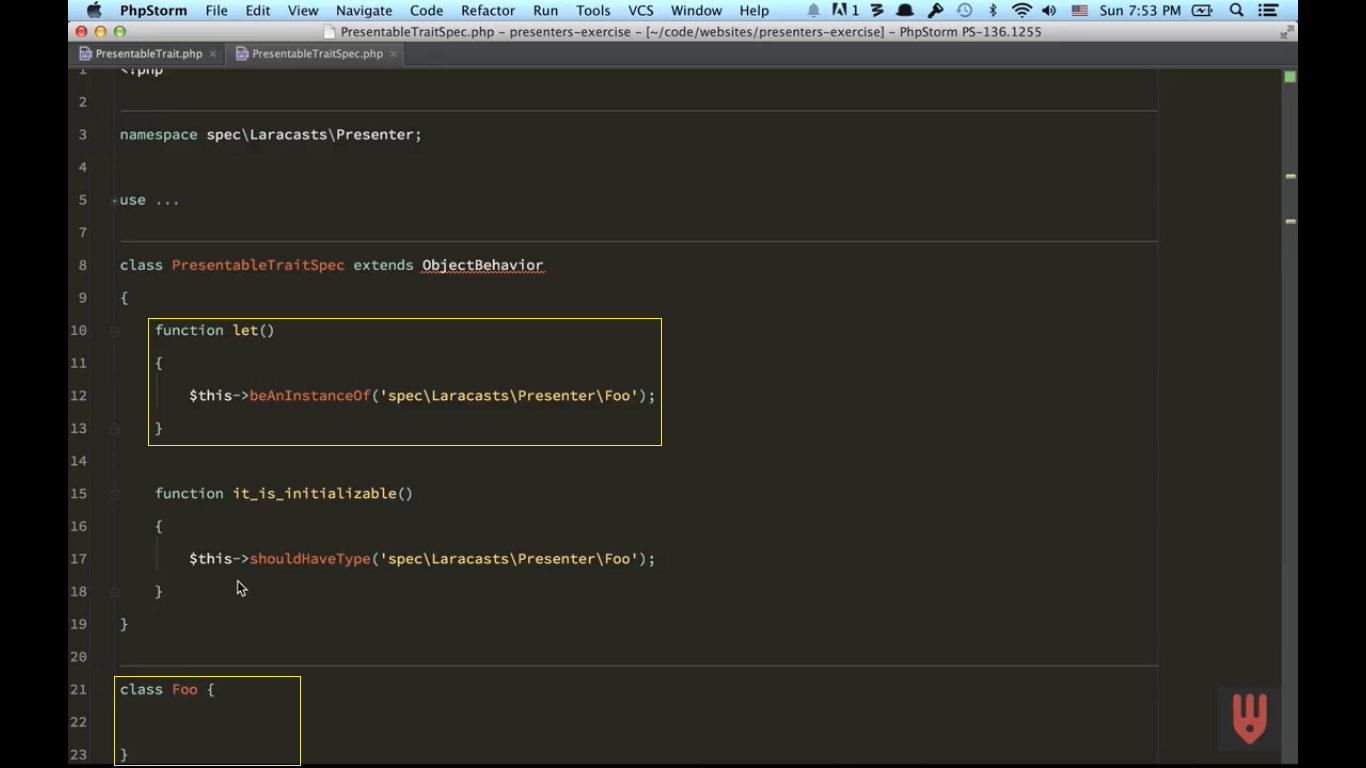 PhpStorm File Edit View Navigate Code Refactor Run Tools VCS Window Help 1 Sun 7:53 PM
PresentableTraitSpec.php – presenters-exercise – [~/code/websites/presenters-exercise] – PhpStorm PS-136.1255
PresentableTrait.php × PresentableTraitSpec.php ×
1 <?php
2
3 namespace spec\Laracasts\Presenter;
4
5 +use ...
7
8 class PresentableTraitSpec extends ObjectBehavior
9 {
10 function let()
11 {
12 $this->beAnInstanceOf('spec\Laracasts\Presenter\Foo');
13 }
14
15 function it_is_initializable()
16 {
17 $this->shouldHaveType('spec\Laracasts\Presenter\Foo');
18 }
19 }
20
21 class Foo {
22
23 }